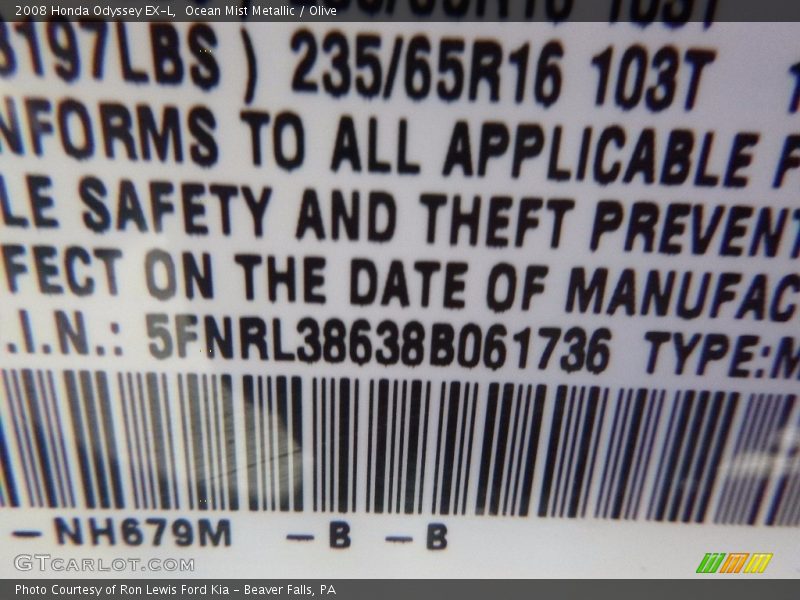 2008 Honda Odyssey EX-L,  Ocean Mist Metallic / Olive
3197LBS ) 235/65R16 103T
NFORMS TO ALL APPLICABLE F
LE SAFETY AND THEFT PREVENT
FECT ON THE DATE OF MANUFAC
.I.N.: 5FNRL38638B061736 TYPE:M
-NH679M -B -B
GTCARLOT.COM
Photo Courtesy of Ron Lewis Ford Kia - Beaver Falls, PA